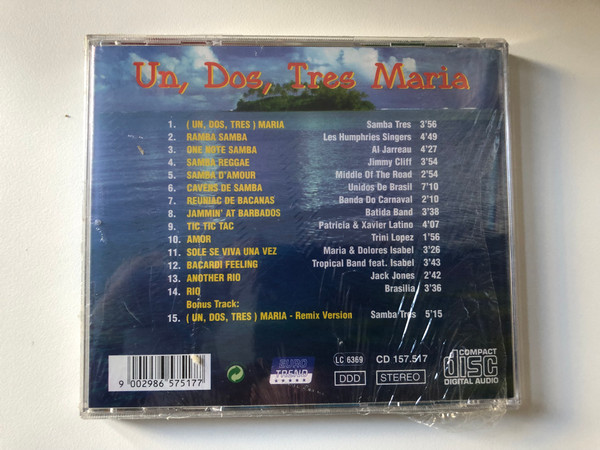 Un, Dos, Tres Maria
1. ( UN, DOS, TRES ) MARIA Samba Tres 3'56
2. RAMBA SAMBA Les Humphries Singers 4'49
3. ONE NOTE SAMBA Al Jarreau 4'27
4. SAMBA REGGAE Jimmy Cliff 3'54
5. SAMBA D'AMOUR Middle Of The Road 2'54
6. CAVERS DE SAMBA Unidos De Brasil 7'10
7. REUNIAC DE BACANAS Banda Do Carnaval 2'10
8. JAMMIN' AT BARBADOS Batida Band 3'38
9. TIC TIC TAC Patricia & Xavier Latino 4'07
10. AMOR Trini Lopez 1'56
11. SOLE SE VIVA UNA VEZ Maria & Dolores Isabel 3'26
12. BACARDI FEELING Tropical Band feat. Isabel 3'43
13. ANOTHER RIO Jack Jones 2'42
14. RIO Brasilia 3'36
Bonus Track:
15. ( UN, DOS, TRES ) MARIA - Remix Version Samba Tres 5'15
9 002986 575177
EURO TREND
LC 6369
DDD
CD 157.517
STEREO
COMPACT disc DIGITAL AUDIO